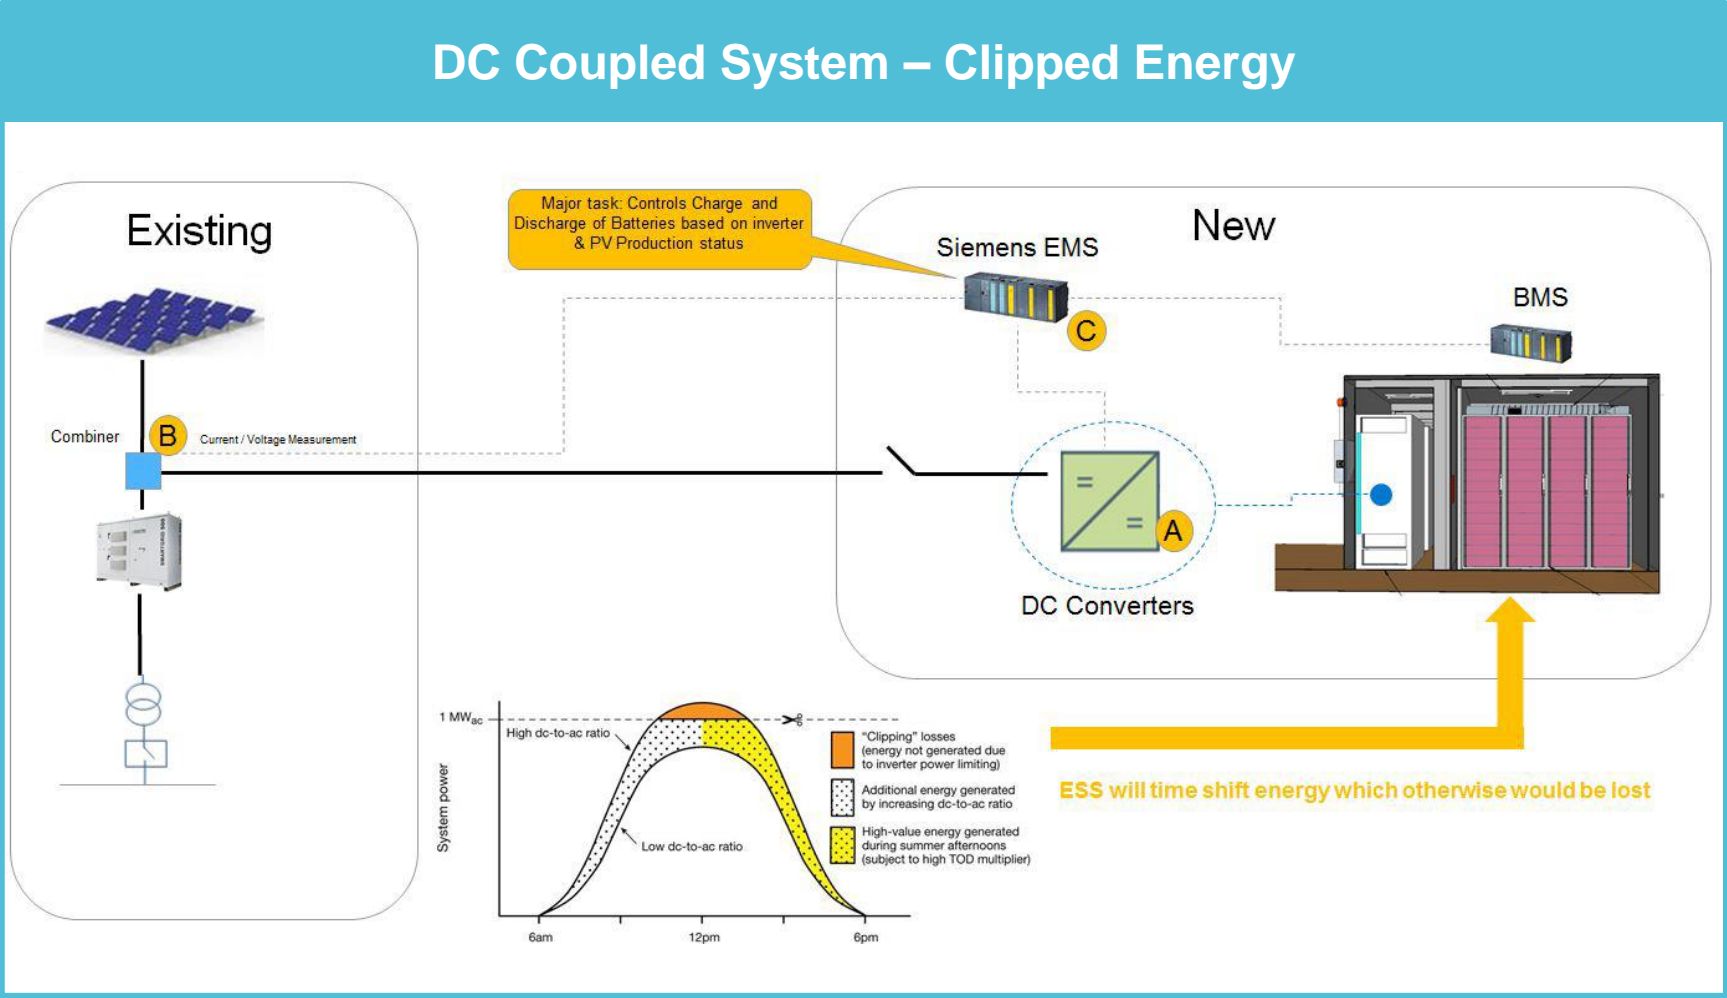 DC Coupled System – Clipped Energy
Existing
Major task: Controls Charge and
Discharge of Batteries based on inverter
& PV Production status
New
Siemens EMS
BMS
C
Combiner
B
Current / Voltage Measurement
A
DC Converters
1 MWac
High dc-to-ac ratio
Low dc-to-ac ratio
System power
6am
12pm
6pm
“Clipping” losses
(energy not generated due
to inverter power limiting)
Additional energy generated
by increasing dc-to-ac ratio
High-value energy generated
during summer afternoons
(subject to high TOD multiplier)
ESS will time shift energy which otherwise would be lost